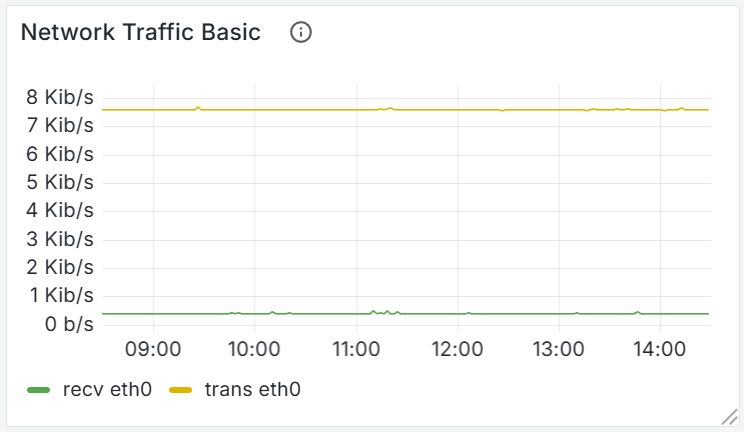 Network Traffic Basic
8 Kib/s
7 Kib/s
6 Kib/s
5 Kib/s
4 Kib/s
3 Kib/s
2 Kib/s
1 Kib/s
0 b/s
09:00 10:00 11:00 12:00 13:00 14:00
recv eth0 trans eth0